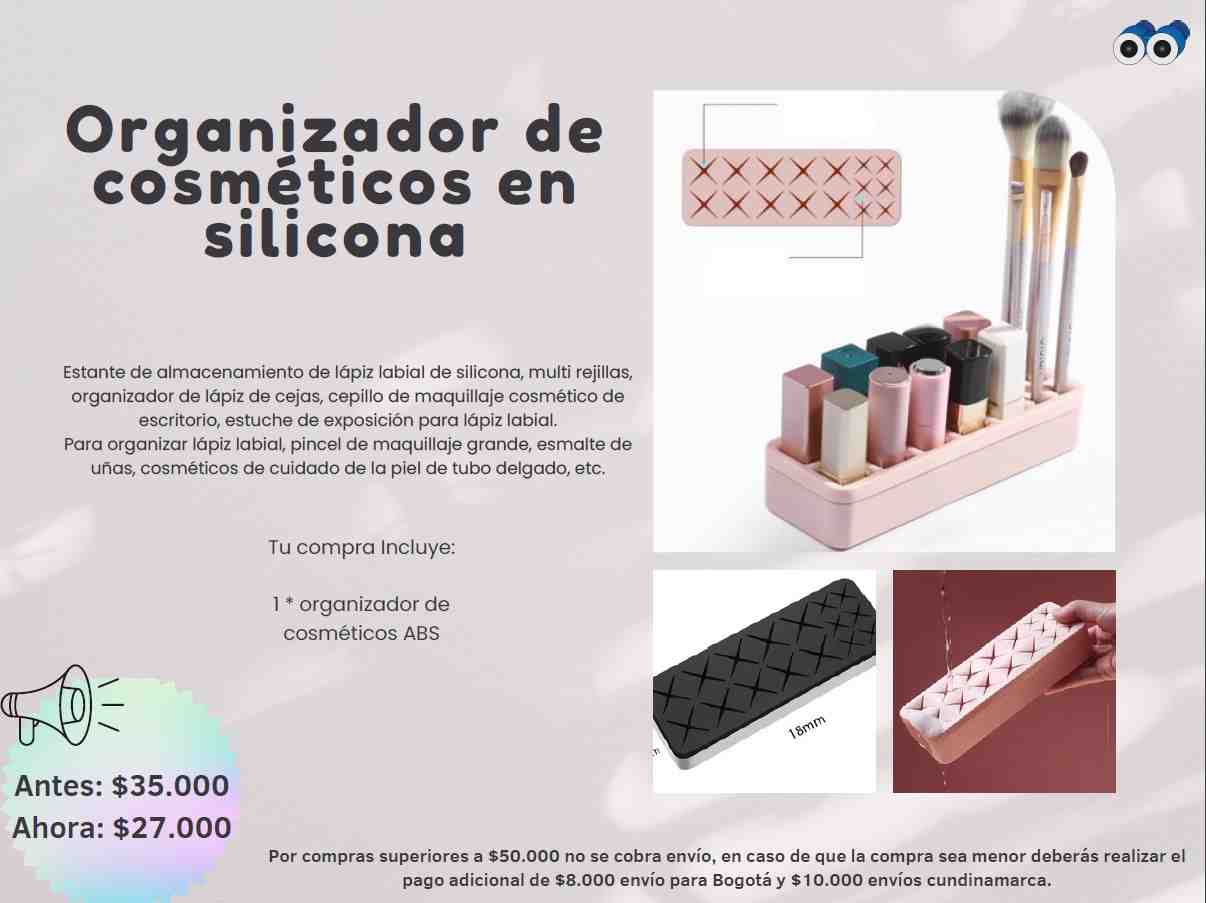 Organizador de
cosméticos en
silicona
Estante de almacenamiento de lápiz labial de silicona, multi rejillas,
organizador de lápiz de cejas, cepillo de maquillaje cosmético de
escritorio, estuche de exposición para lápiz labial.
Para organizar lápiz labial, pincel de maquillaje grande, esmalte de
uñas, cosméticos de cuidado de la piel de tubo delgado, etc.
Tu compra Incluye:
1 * organizador de
cosméticos ABS
18mm
Antes: $35.000
Ahora: $27.000
Por compras superiores a $50.000 no se cobra envío, en caso de que la compra sea menor deberás realizar el
pago adicional de $8.000 envío para Bogotá y $10.000 envíos cundinamarca.